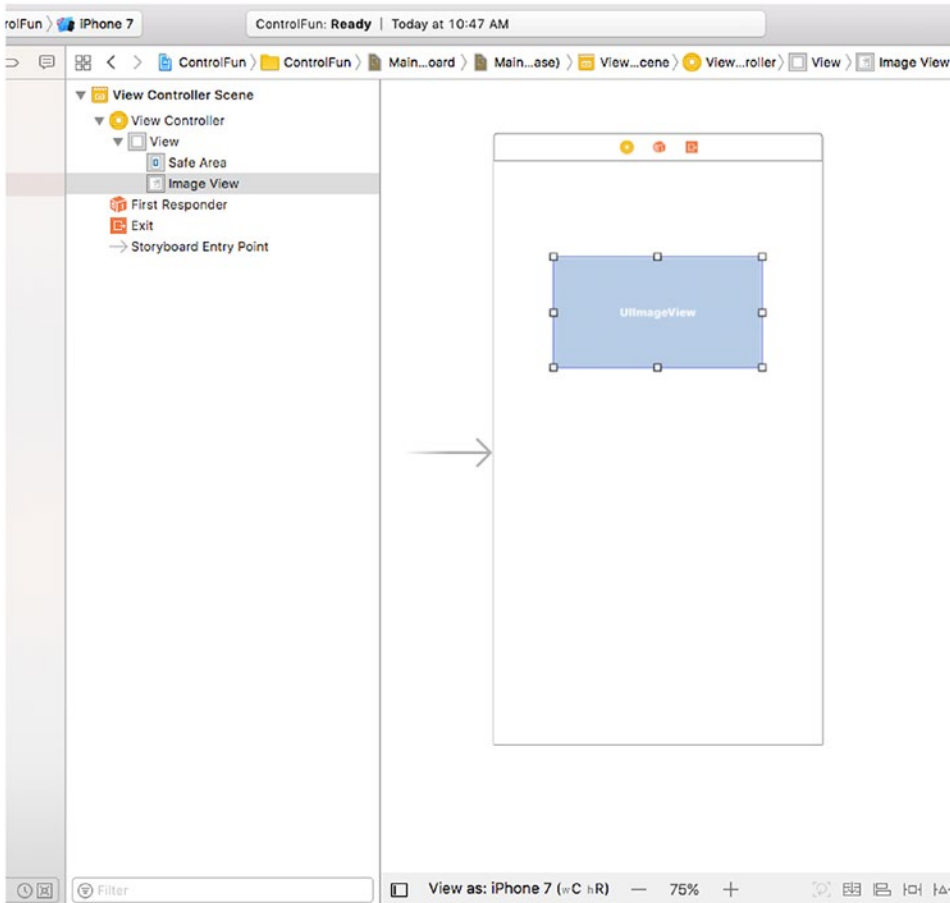 rolFun 〉 iPhone 7
ControlFun: Ready | Today at 10:47 AM
ControlFun 〉 ControlFun 〉 Main...oard 〉 Main...ase) 〉 View...cene 〉 View...roller 〉 View 〉 Image View
View Controller Scene
View Controller
View
Safe Area
Image View
First Responder
Exit
Storyboard Entry Point
UIImageView
Filter
View as: iPhone 7 (wC hR) — 75% +